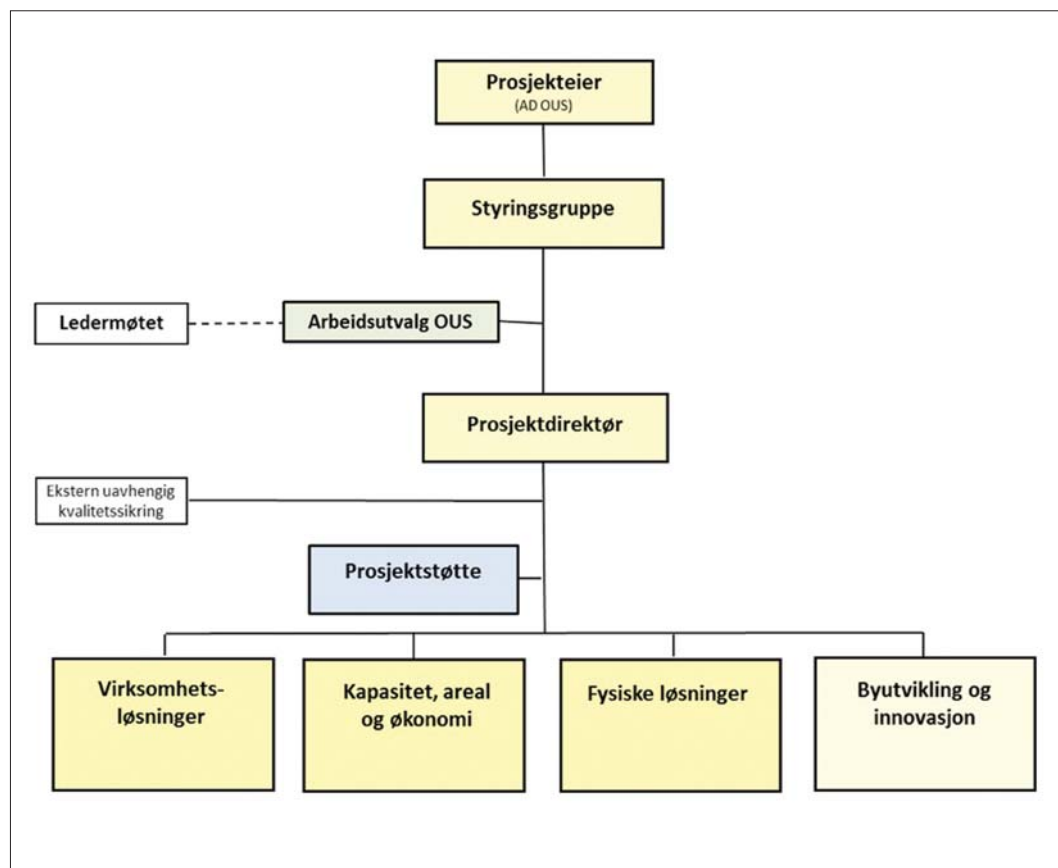 Prosjekteier
(AD OUS)
Styringsgruppe
Ledermøtet
Arbeidsutvalg OUS
Prosjektdirektør
Ekstern uavhengig
kvalitetssikring
Prosjektstøtte
Virksomhets-
løsninger
Kapasitet, areal
og økonomi
Fysiske løsninger
Byutvikling og
innovasjon